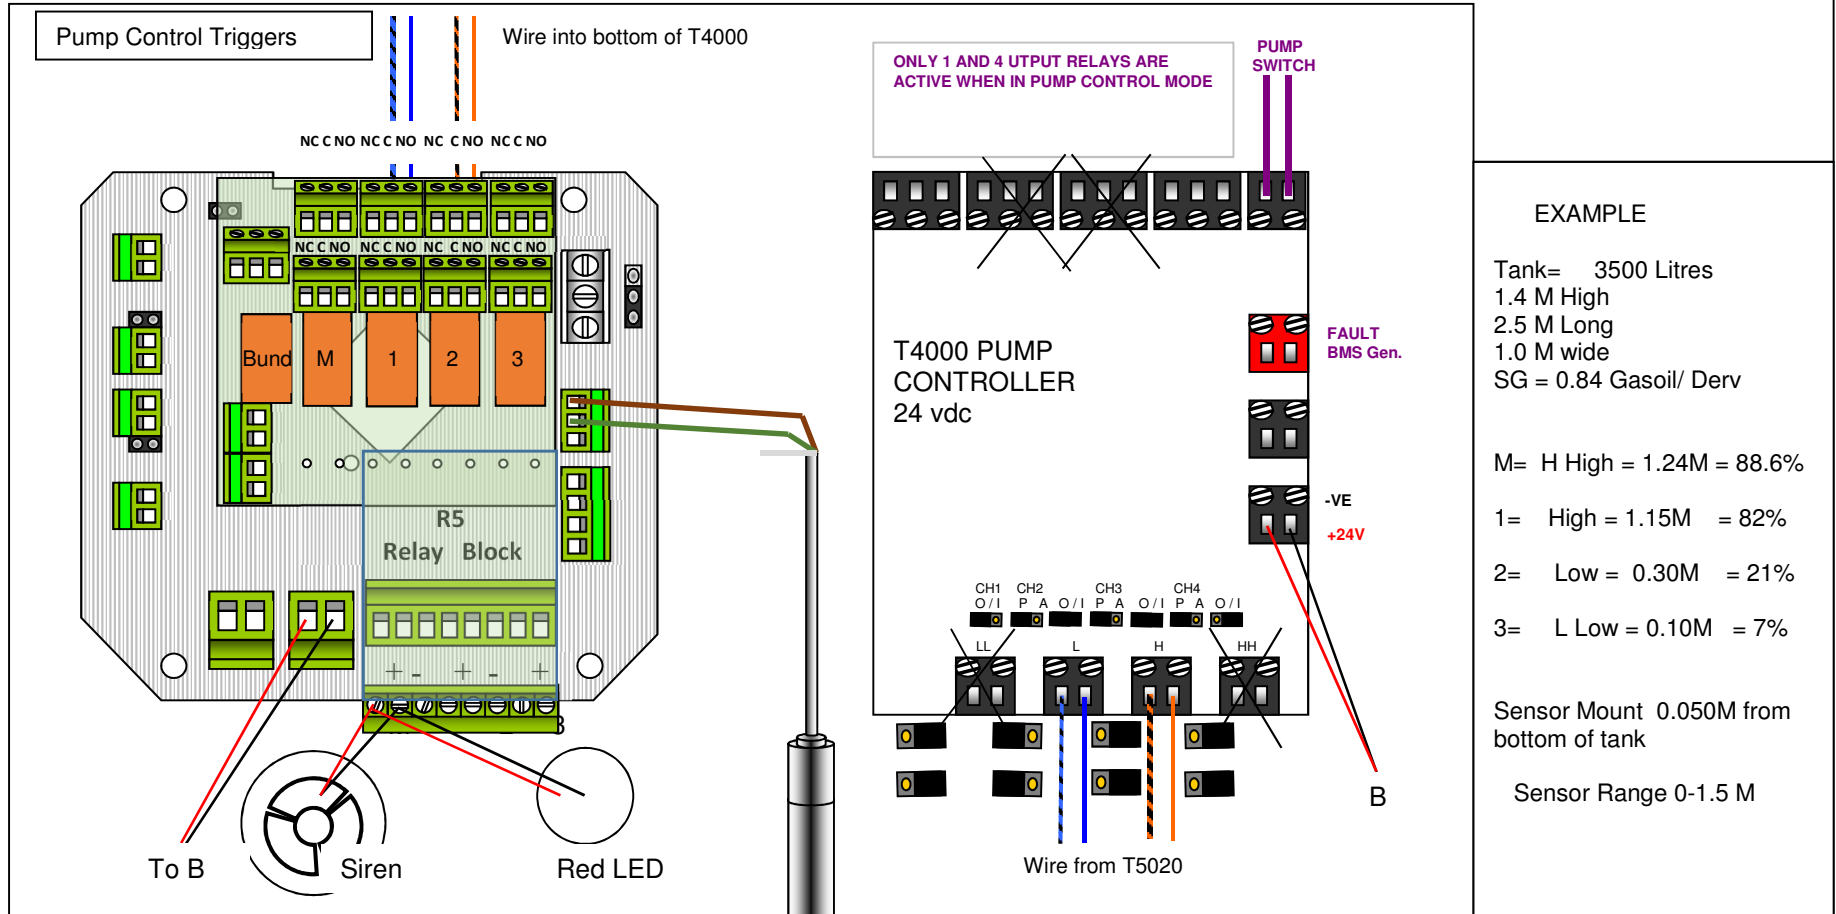 Pump Control Triggers
Wire into bottom of T4000
NC C NO NC C NO NC C NO NC C NO
NC C NO NC C NO NC C NO NC C NO
Bund M 1 2 3
R5
Relay Block
+ - + - +
To B
Siren
Red LED
ONLY 1 AND 4 UTPUT RELAYS ARE
ACTIVE WHEN IN PUMP CONTROL MODE
PUMP
SWITCH
T4000 PUMP
CONTROLLER
24 vdc
FAULT
BMS Gen.
-VE
+24V
CH1 CH2 CH3 CH4
O / I P A O / I P A O / I P A O / I
LL L H HH
B
Wire from T5020
EXAMPLE
Tank= 3500 Litres
1.4 M High
2.5 M Long
1.0 M wide
SG = 0.84 Gasoil/ Derv
M= H High = 1.24M = 88.6%
1= High = 1.15M = 82%
2= Low = 0.30M = 21%
3= L Low = 0.10M = 7%
Sensor Mount 0.050M from
bottom of tank
Sensor Range 0-1.5 M